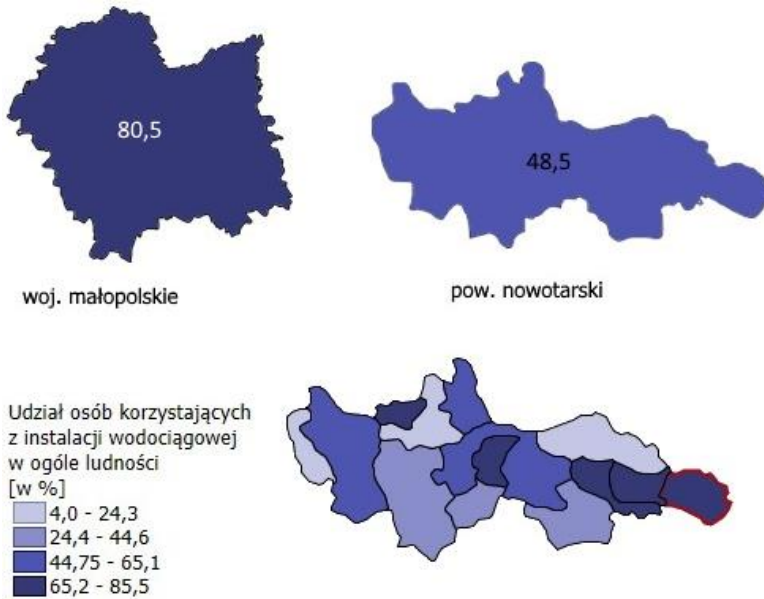 80,5
48,5
woj. małopolskie
pow. nowotarski
Udział osób korzystających
z instalacji wodociągowej
w ogóle ludności
[w %]
4,0 - 24,3
24,4 - 44,6
44,75 - 65,1
65,2 - 85,5